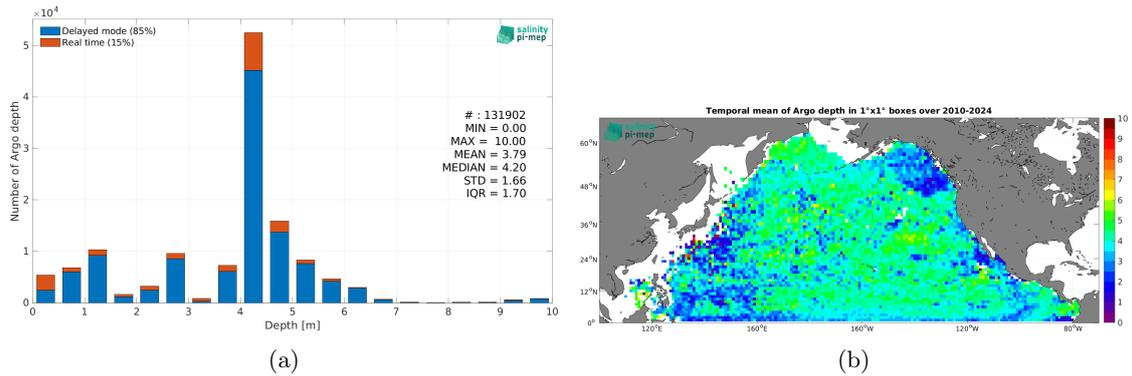 ×10⁴
Delayed mode (85%)
Real time (15%)
salinity
pi-mep
5
4
3
2
1
0
Number of Argo depth
# : 131902
MIN = 0.00
MAX = 10.00
MEAN = 3.79
MEDIAN = 4.20
STD = 1.66
IQR = 1.70
0 1 2 3 4 5 6 7 8 9 10
Depth [m]
(a)
Temporal mean of Argo depth in 1°x1° boxes over 2010-2024
salinity
pi-mep
60°N
48°N
36°N
24°N
12°N
0°
120°E 160°E 160°W 120°W 80°W
10
9
8
7
6
5
4
3
2
1
0
(b)